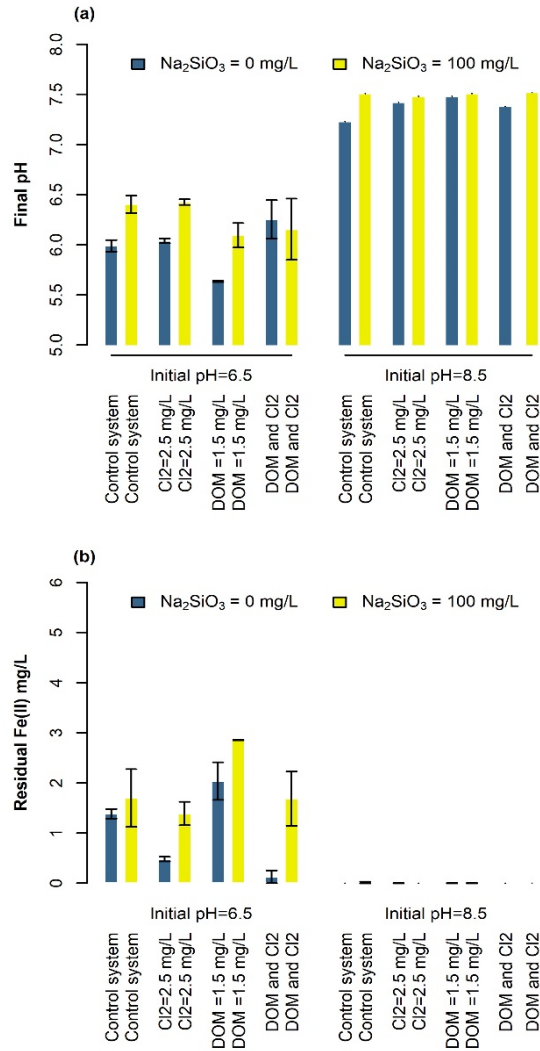 (a)
Na₂SiO₃ = 0 mg/L
Na₂SiO₃ = 100 mg/L
Final pH
8.0
7.5
7.0
6.5
6.0
5.5
5.0
Initial pH=6.5
Initial pH=8.5
Control system
Control system
Cl2=2.5 mg/L
Cl2=2.5 mg/L
DOM =1.5 mg/L
DOM =1.5 mg/L
DOM and Cl2
DOM and Cl2
Control system
Control system
Cl2=2.5 mg/L
Cl2=2.5 mg/L
DOM =1.5 mg/L
DOM =1.5 mg/L
DOM and Cl2
DOM and Cl2
(b)
Na₂SiO₃ = 0 mg/L
Na₂SiO₃ = 100 mg/L
Residual Fe(II) mg/L
6
5
4
3
2
1
0
Initial pH=6.5
Initial pH=8.5
Control system
Control system
Cl2=2.5 mg/L
Cl2=2.5 mg/L
DOM =1.5 mg/L
DOM =1.5 mg/L
DOM and Cl2
DOM and Cl2
Control system
Control system
Cl2=2.5 mg/L
Cl2=2.5 mg/L
DOM =1.5 mg/L
DOM =1.5 mg/L
DOM and Cl2
DOM and Cl2